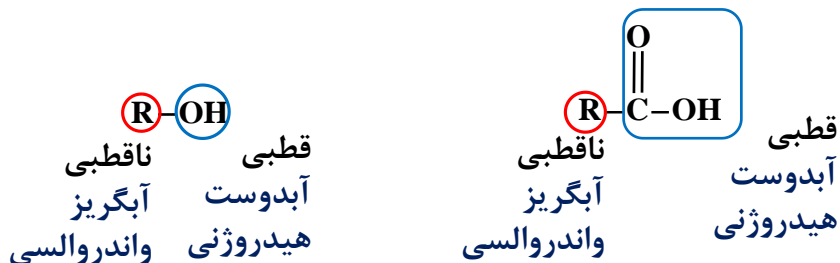 R–OH
قطبی
آبدوست
هیدروژنی
ناقطبی
آبگریز
واندروالسی
O
R–C–OH
قطبی
آبدوست
هیدروژنی
ناقطبی
آبگریز
واندروالسی